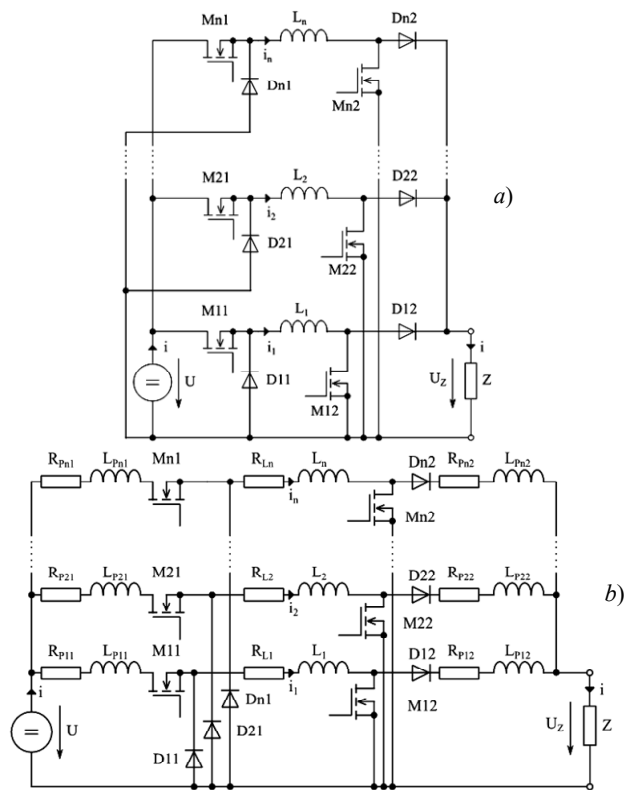 Mn1 Ln Dn2
in
Dn1
Mn2
M21 L2 D22
a)
i2
D21
M22
M11 L1 D12
i i1 i
= U D11 UZ Z
M12
RPn1 LPn1 Mn1 RLn Ln Dn2 RPn2 LPn2
in
Mn2
RP21 LP21 M21 RL2 L2 D22 RP22 LP22
b)
i2
M22
RP11 LP11 M11 RL1 L1 D12 RP12 LP12
i i1 i
Dn1 M12
= U D21 UZ Z
D11